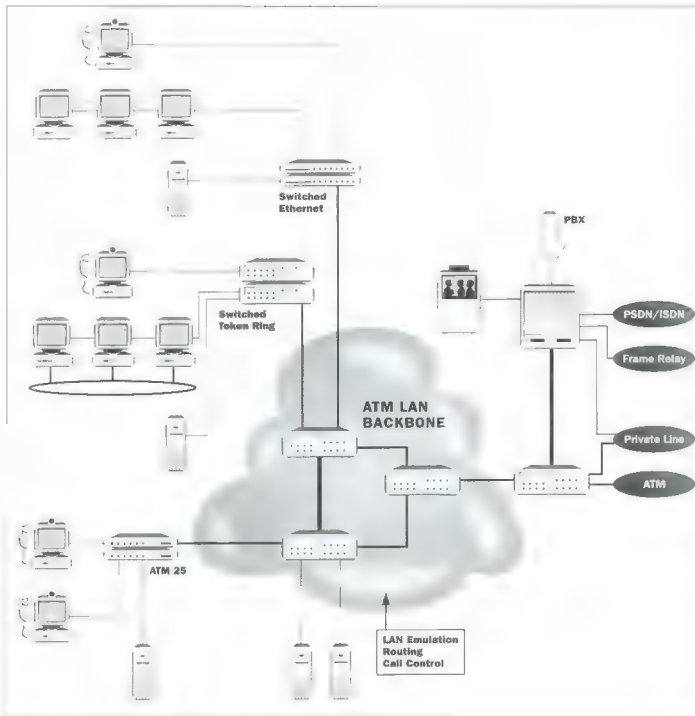 Switched
Ethernet
PBX
PSDN/ISDN
Switched
Token Ring
Frame Relay
ATM LAN
BACKBONE
Private Line
ATM
ATM 25
LAN Emulation
Routing
Call Control